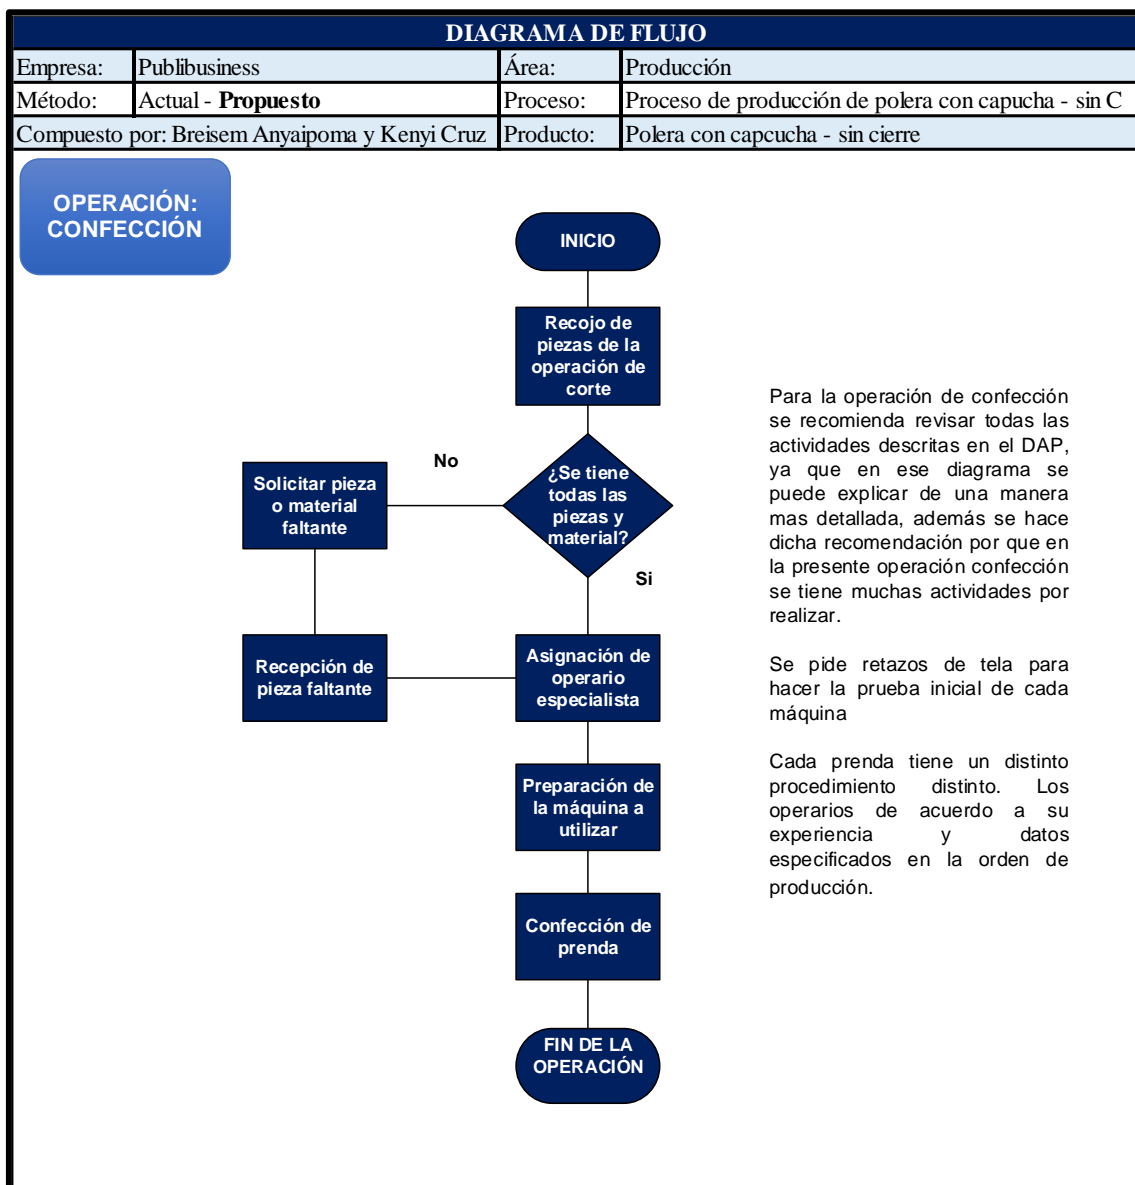 DIAGRAMA DE FLUJO
Empresa: Publibusiness Área: Producción
Método: Actual - Propuesto Proceso: Proceso de producción de polera con capucha - sin C
Compuesto por: Breisem Anyaipoma y Kenyi Cruz Producto: Polera con capcucha - sin cierre
OPERACIÓN:
CONFECCIÓN
INICIO
Recojo de
piezas de la
operación de
corte
¿Se tiene
todas las
piezas y
material?
No
Solicitar pieza
o material
faltante
Si
Recepción de
pieza faltante
Asignación de
operario
especialista
Preparación de
la máquina a
utilizar
Confección de
prenda
FIN DE LA
OPERACIÓN
Para la operación de confección
se recomienda revisar todas las
actividades descritas en el DAP,
ya que en ese diagrama se
puede explicar de una manera
mas detallada, además se hace
dicha recomendación por que en
la presente operación confección
se tiene muchas actividades por
realizar.
Se pide retazos de tela para
hacer la prueba inicial de cada
máquina
Cada prenda tiene un distinto
procedimiento distinto. Los
operarios de acuerdo a su
experiencia y datos
especificados en la orden de
producción.